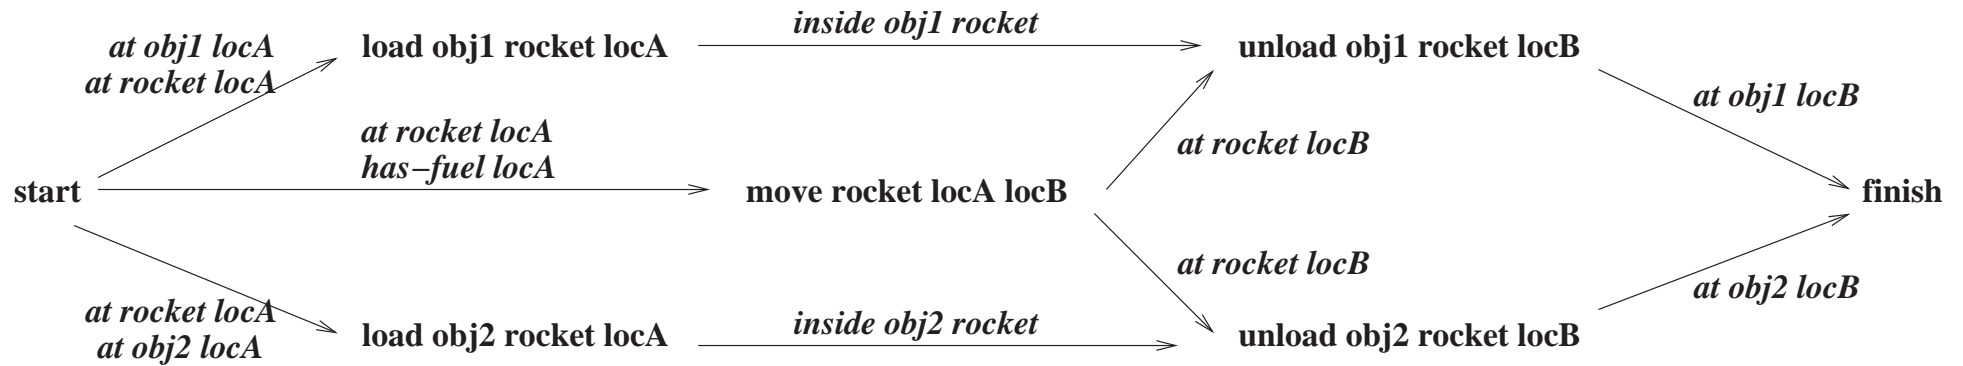 inside obj1 rocket
at obj1 locA
load obj1 rocket locA
unload obj1 rocket locB
at rocket locA
at obj1 locB
at rocket locA
at rocket locB
has−fuel locA
start
move rocket locA locB
finish
at rocket locB
at obj2 locB
at rocket locA
inside obj2 rocket
load obj2 rocket locA
unload obj2 rocket locB
at obj2 locA